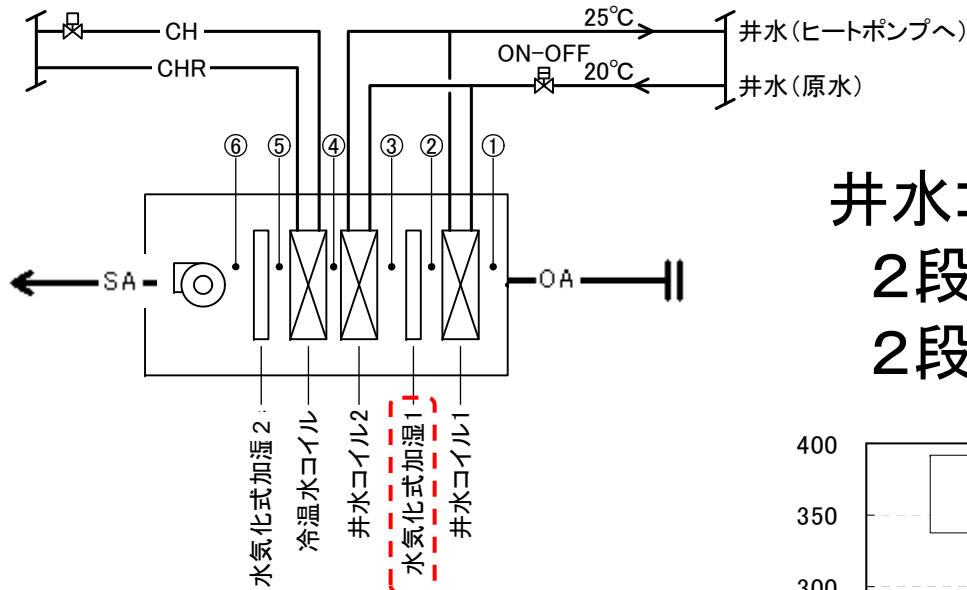 25℃
CH
井水(ヒートポンプへ)
ON-OFF
20℃
CHR
井水(原水)
⑥ ⑤ ④ ③ ② ①
SA
OA
水気化式加湿2
冷温水コイル
井水コイル2
水気化式加湿1
井水コイル1
井水
2段
2段
400
350
300